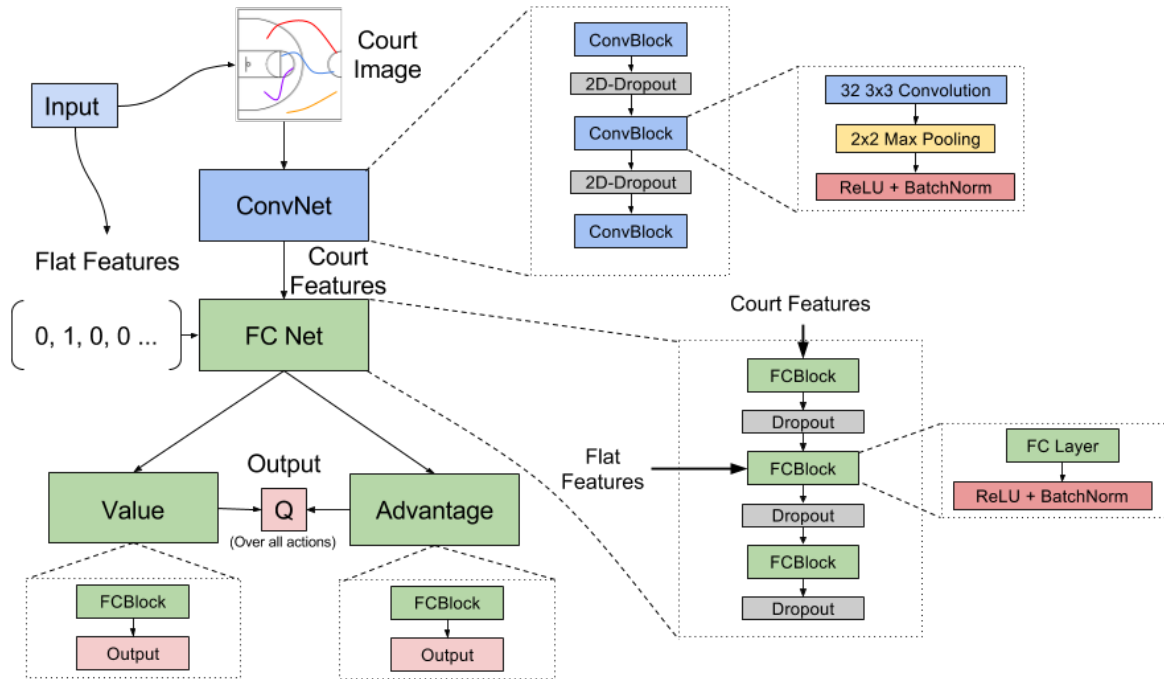 Input
Court
Image
ConvNet
Flat Features
Court
Features
0, 1, 0, 0 ...
FC Net
Output
Value
Q
Advantage
(Over all actions)
FCBlock
Output
FCBlock
Output
ConvBlock
2D-Dropout
ConvBlock
2D-Dropout
ConvBlock
32 3x3 Convolution
2x2 Max Pooling
ReLU + BatchNorm
Court Features
FCBlock
Dropout
Flat
Features
FCBlock
Dropout
FCBlock
Dropout
FC Layer
ReLU + BatchNorm